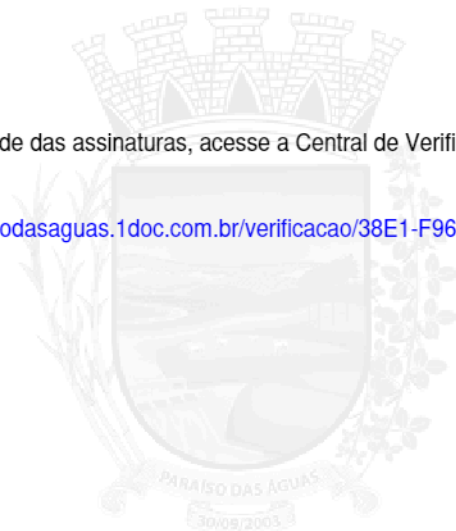 de das assinaturas, acesse a Central de Verifi
odasaguas.1doc.com.br/verificacao/38E1-F96
PARAÍSO DAS ÁGUAS
30/09/2003